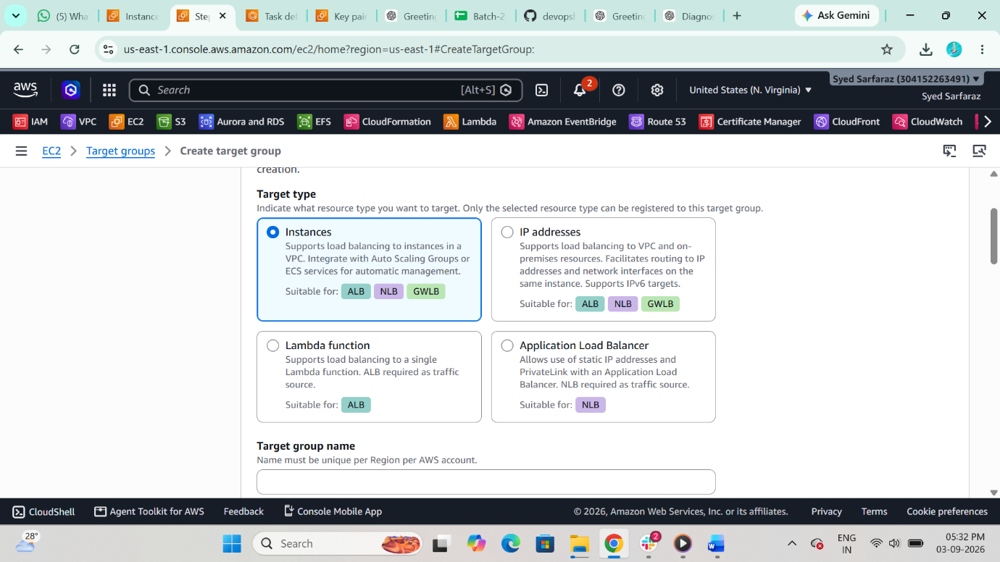 (5) Wha
Instance
Step
Task def
Key pair
Greeting
Batch-2
devopsh
Greeting
Diagnos
Ask Gemini
us-east-1.console.aws.amazon.com/ec2/home?region=us-east-1#CreateTargetGroup:
aws
Search
[Alt+S]
2
United States (N. Virginia)
Syed Sarfaraz (304152263491)
Syed Sarfaraz
IAM
VPC
EC2
S3
Aurora and RDS
EFS
CloudFormation
Lambda
Amazon EventBridge
Route 53
Certificate Manager
CloudFront
CloudWatch
EC2
Target groups
Create target group
creation.
Target type
Indicate what resource type you want to target. Only the selected resource type can be registered to this target group.
Instances
Supports load balancing to instances in a
VPC. Integrate with Auto Scaling Groups or
ECS services for automatic management.
Suitable for: ALB NLB GWLB
IP addresses
Supports load balancing to VPC and on-
premises resources. Facilitates routing to IP
addresses and network interfaces on the
same instance. Supports IPv6 targets.
Suitable for: ALB NLB GWLB
Lambda function
Supports load balancing to a single
Lambda function. ALB required as traffic
source.
Suitable for: ALB
Application Load Balancer
Allows use of static IP addresses and
PrivateLink with an Application Load
Balancer. NLB required as traffic source.
Suitable for: NLB
Target group name
Name must be unique per Region per AWS account.
CloudShell
Agent Toolkit for AWS
Feedback
Console Mobile App
© 2026, Amazon Web Services, Inc. or its affiliates.
Privacy
Terms
Cookie preferences
28°
Search
2
ENG
IN
05:32 PM
03-09-2026